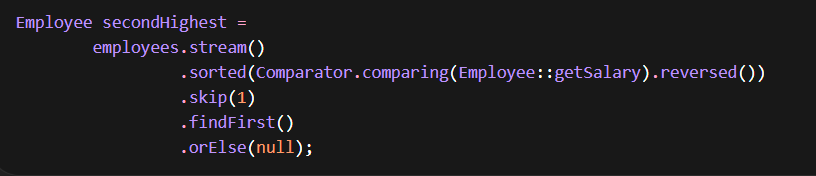 Employee secondHighest =
        employees.stream()
                .sorted(Comparator.comparing(Employee::getSalary).reversed())
                .skip(1)
                .findFirst()
                .orElse(null);